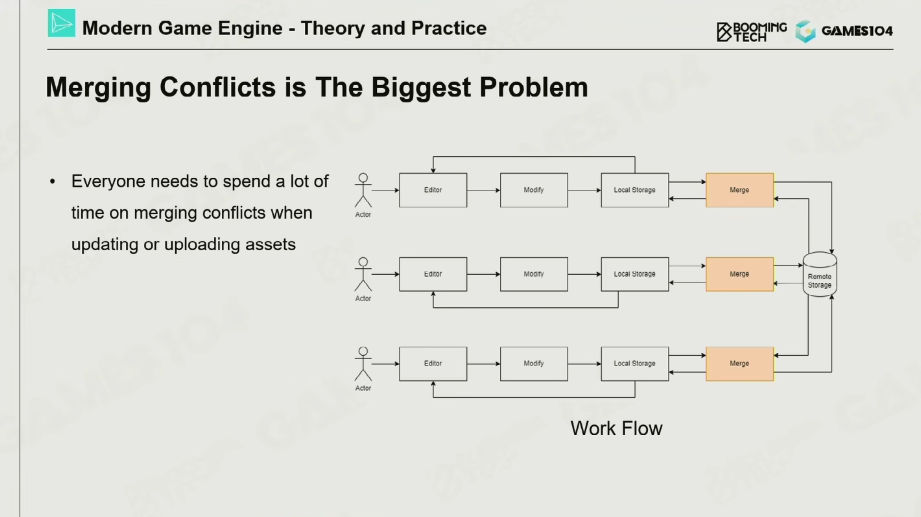 Modern Game Engine - Theory and Practice
BOOMING
TECH
GAMES104
Merging Conflicts is The Biggest Problem
• Everyone needs to spend a lot of
time on merging conflicts when
updating or uploading assets
Actor
Editor
Modify
Local Storage
Merge
Actor
Editor
Modify
Local Storage
Merge
Remote
Storage
Actor
Editor
Modify
Local Storage
Merge
Work Flow